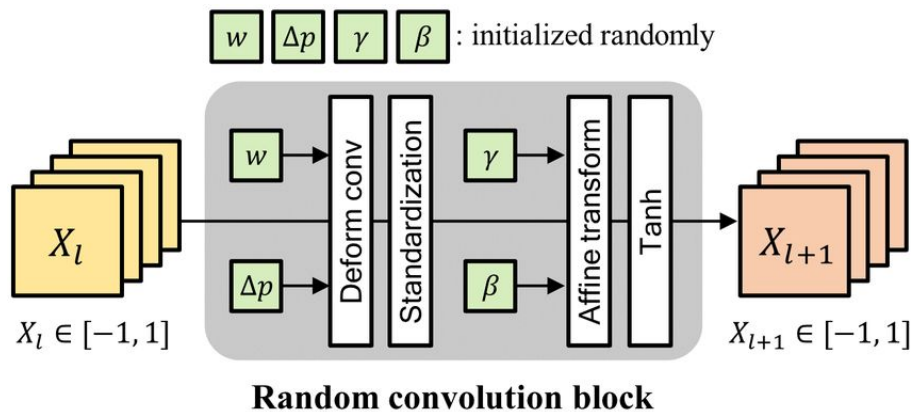 w Δp γ β : initialized randomly
w
Δp
Deform conv
Standardization
γ
β
Affine transform
Tanh
X_l
X_{l+1}
X_l ∈ [−1, 1]
X_{l+1} ∈ [−1, 1]
Random convolution block